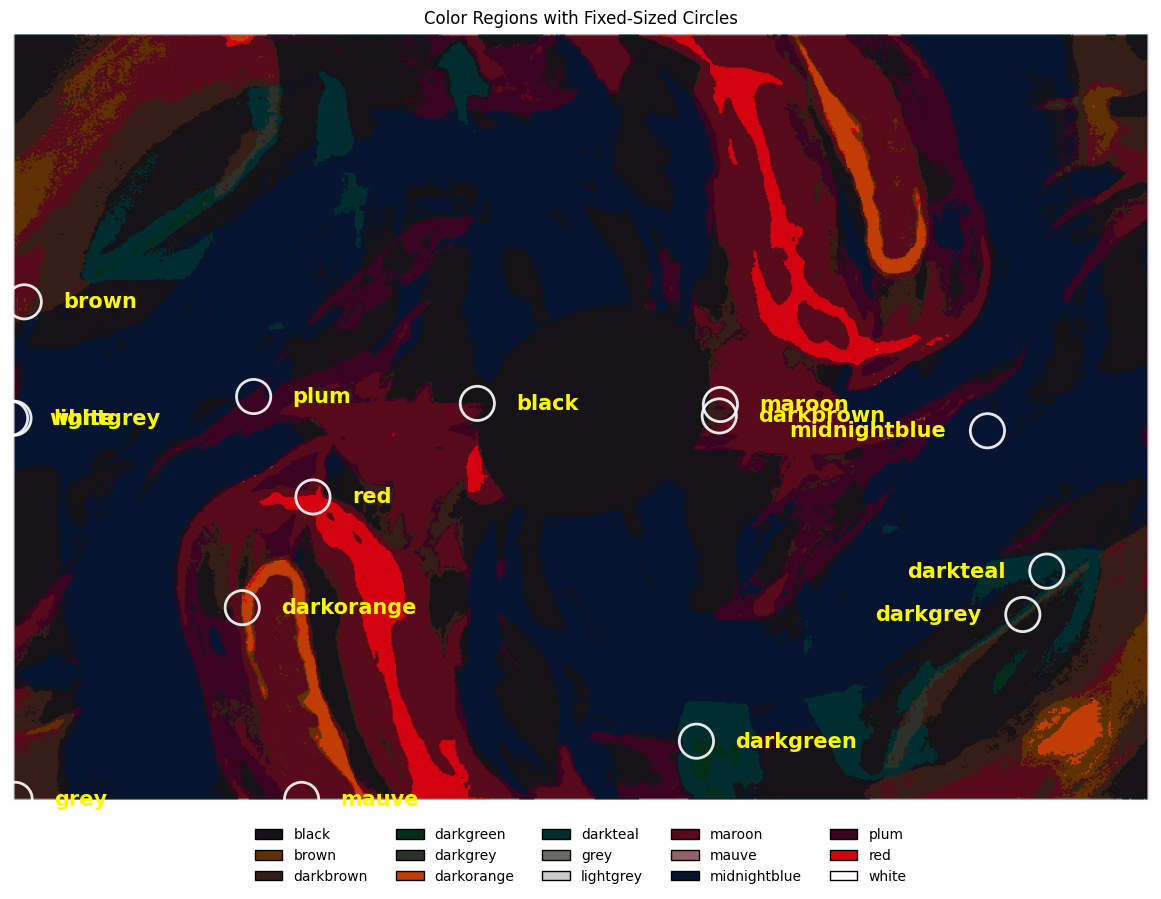 Color Regions with Fixed-Sized Circles
brown
plum
black
maroon
white
lightgrey
darkbrown
midnightblue
red
darkteal
darkorange
darkgrey
darkgreen
grey
mauve
black
darkgreen
darkteal
maroon
plum
brown
darkgrey
grey
mauve
red
darkbrown
darkorange
lightgrey
midnightblue
white